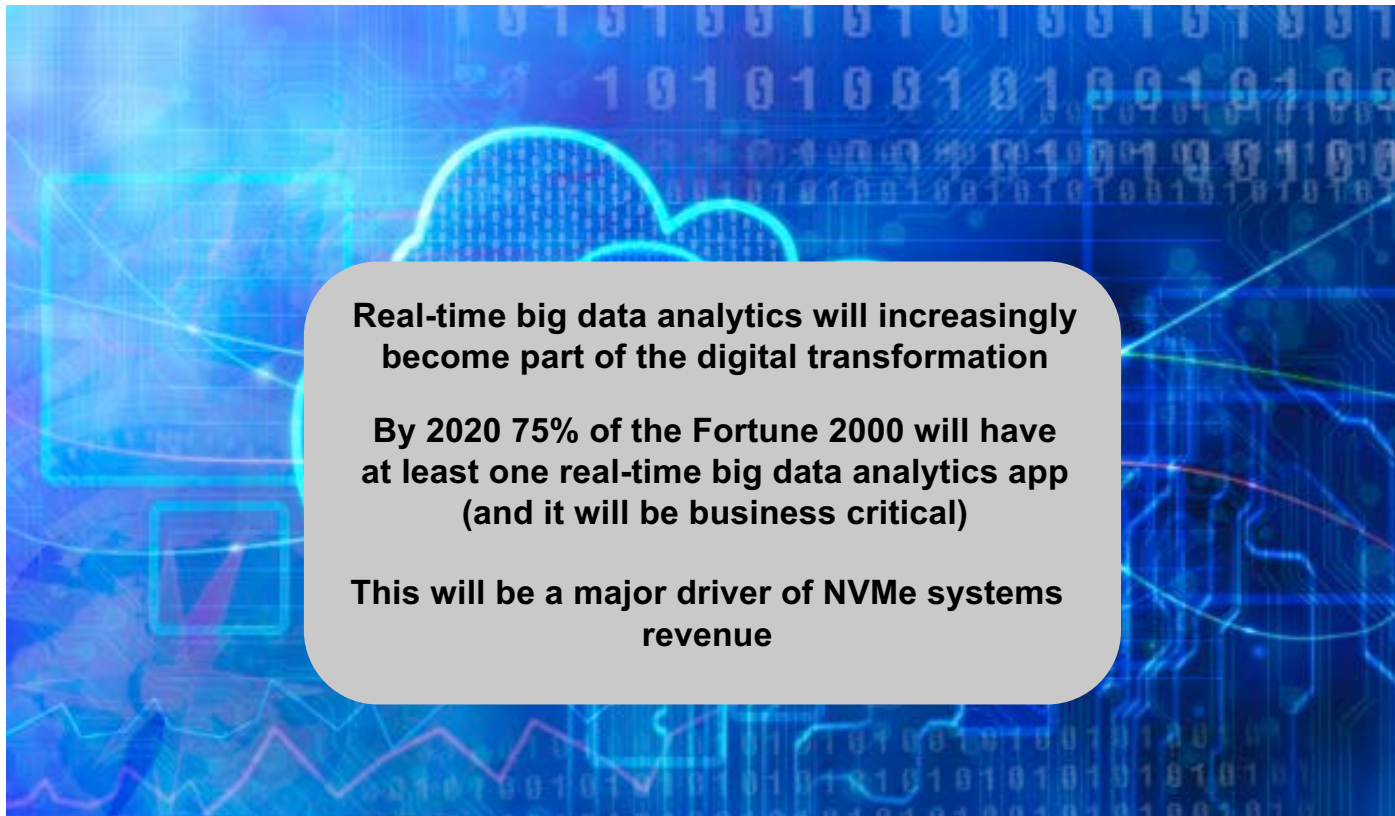 Real-time big data analytics will increasingly
become part of the digital transformation
By 2020 75% of the Fortune 2000 will have
at least one real-time big data analytics app
(and it will be business critical)
This will be a major driver of NVMe systems
revenue